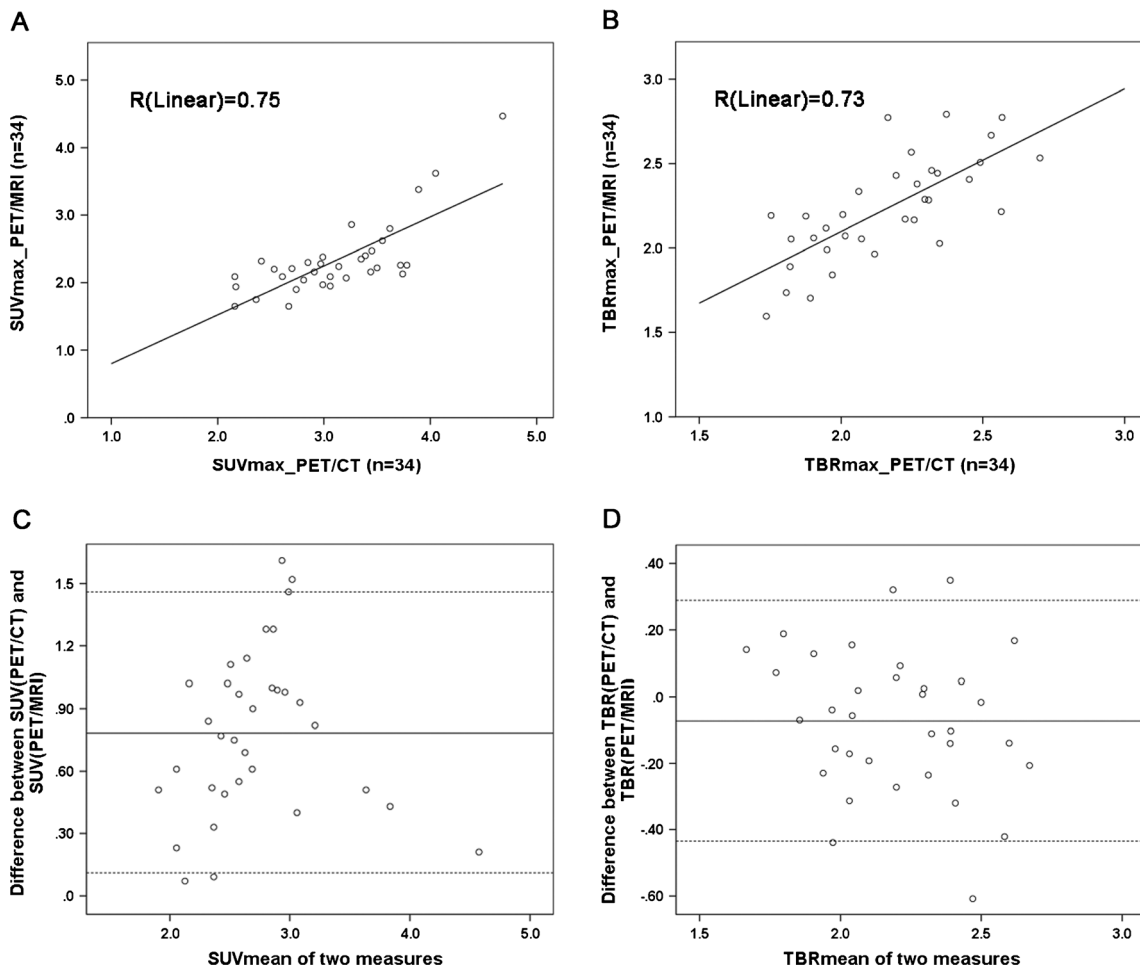 A
R(Linear)=0.75
SUVmax_PET/MRI (n=34)
5.0
4.0
3.0
2.0
1.0
.0
1.0 2.0 3.0 4.0 5.0
SUVmax_PET/CT (n=34)
B
R(Linear)=0.73
TBRmax_PET/MRI (n=34)
3.0
2.5
2.0
1.5
1.0
1.5 2.0 2.5 3.0
TBRmax_PET/CT (n=34)
C
Difference between SUV(PET/CT) and
SUV(PET/MRI)
1.5
1.2
.90
.60
.30
.0
2.0 3.0 4.0 5.0
SUVmean of two measures
D
Difference between TBR(PET/CT) and
TBR(PET/MRI)
.40
.20
.0
-.20
-.40
-.60
1.5 2.0 2.5 3.0
TBRmean of two measures